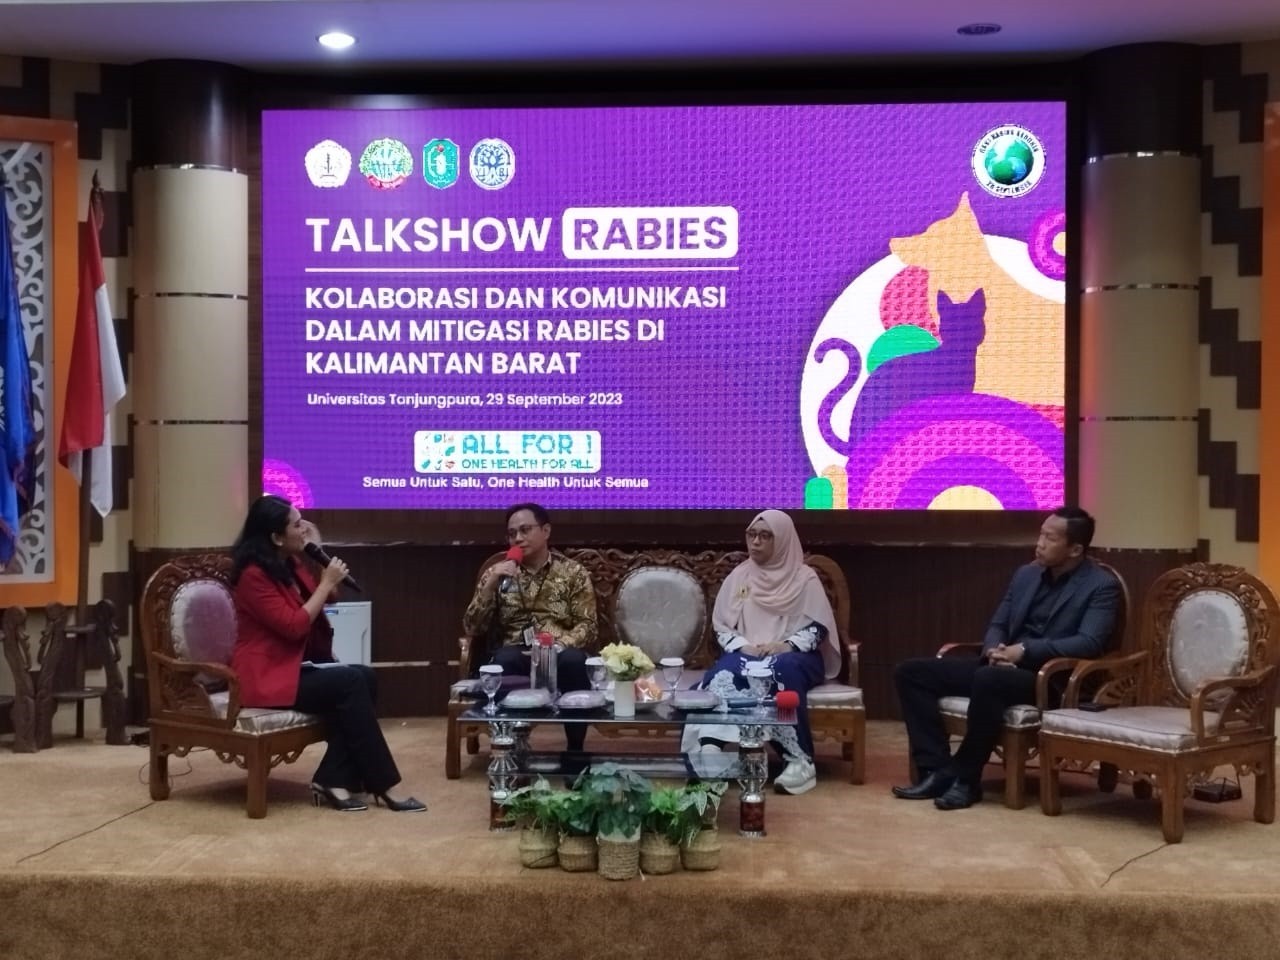 TALKSHOW RABIES
KOLABORASI DAN KOMUNIKASI
DALAM MITIGASI RABIES DI
KALIMANTAN BARAT
Universitas Tanjungpura, 29 September 2023
ALL FOR 1
ONE HEALTH FOR ALL
Semua Untuk Satu, One Health Untuk Semua